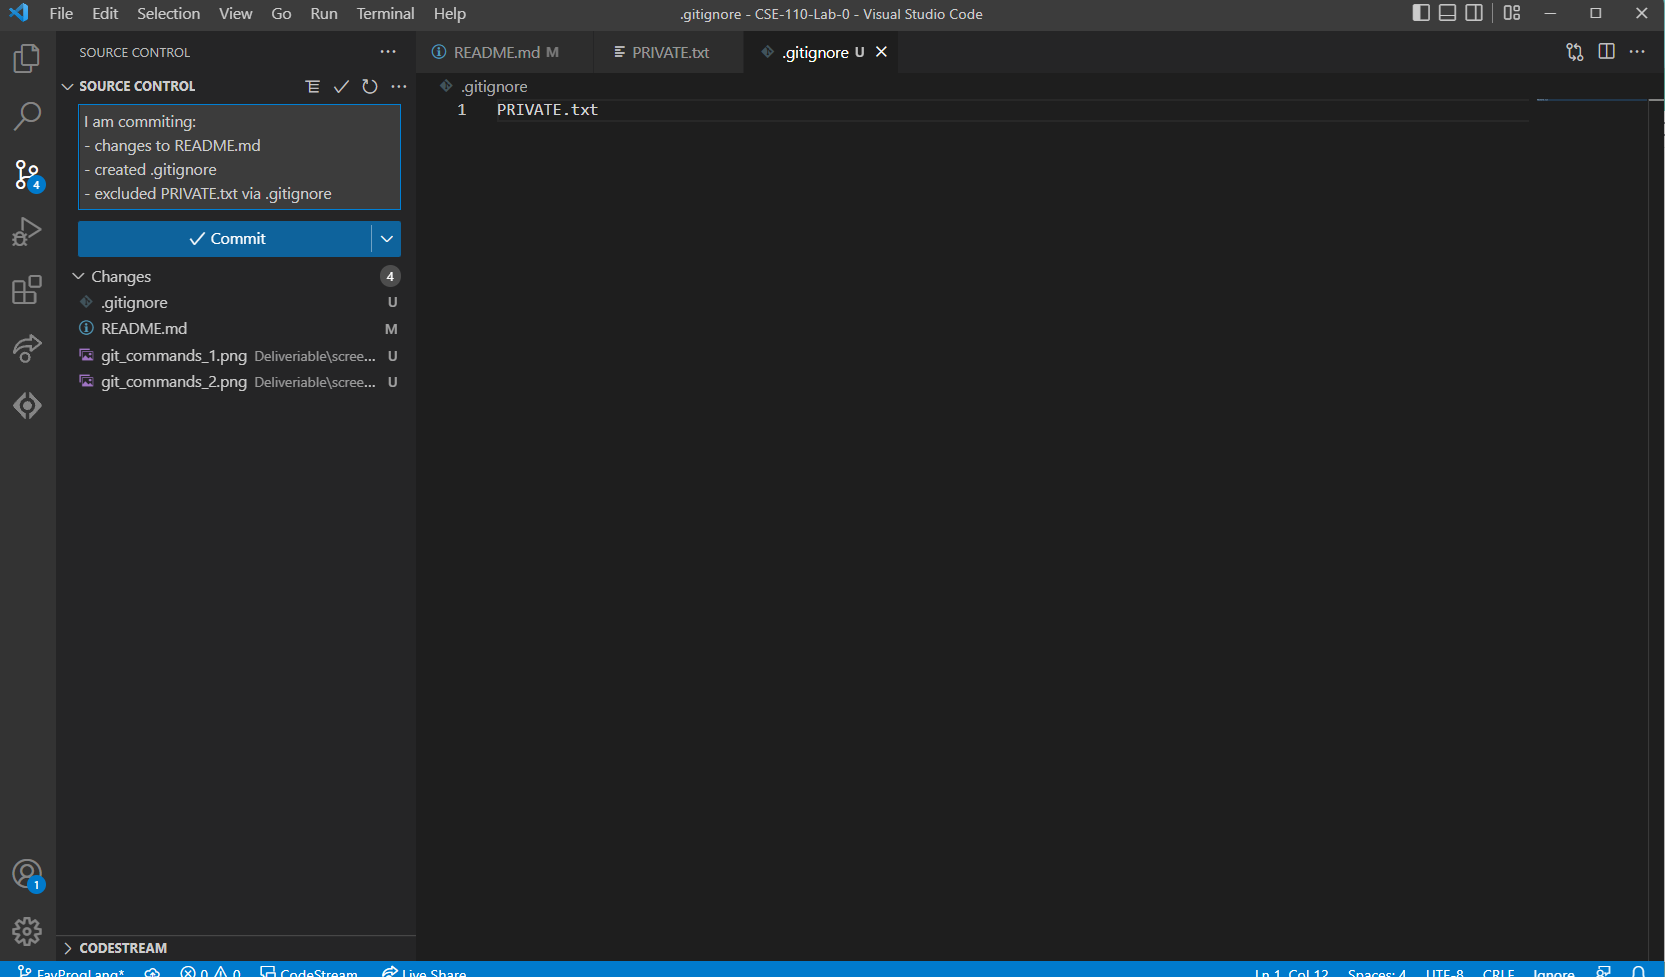 File Edit Selection View Go Run Terminal Help
.gitignore - CSE-110-Lab-0 - Visual Studio Code
SOURCE CONTROL
SOURCE CONTROL
I am commiting:
- changes to README.md
- created .gitignore
- excluded PRIVATE.txt via .gitignore
Commit
Changes 4
.gitignore U
README.md M
git_commands_1.png Deliveriable\scree... U
git_commands_2.png Deliveriable\scree... U
4
1
CODESTREAM
README.md M
PRIVATE.txt
.gitignore U
.gitignore
1 PRIVATE.txt
FavProgLang* 0 0 CodeStream Live Share
Ln 1, Col 12 Spaces: 4 UTF-8 CRLF Ignore